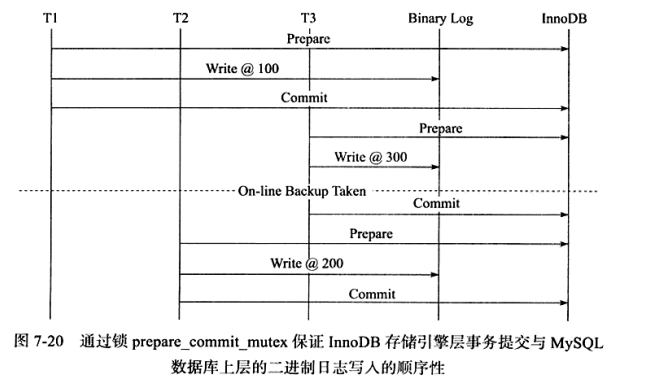 T1 T2 T3 Binary Log InnoDB
Prepare
Write @ 100
Commit
Prepare
Write @ 300
On-line Backup Taken
Commit
Prepare
Write @ 200
Commit
图 7-20 通过锁 prepare_commit_mutex 保证 InnoDB 存储引擎层事务提交与 MySQL
数据库上层的二进制日志写入的顺序性